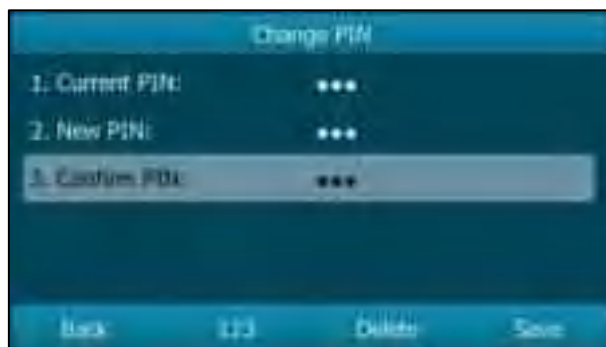 Change PIN
1. Current PIN: •••
2. New PIN: •••
3. Confirm PIN: •••
Back 123 Delete Save